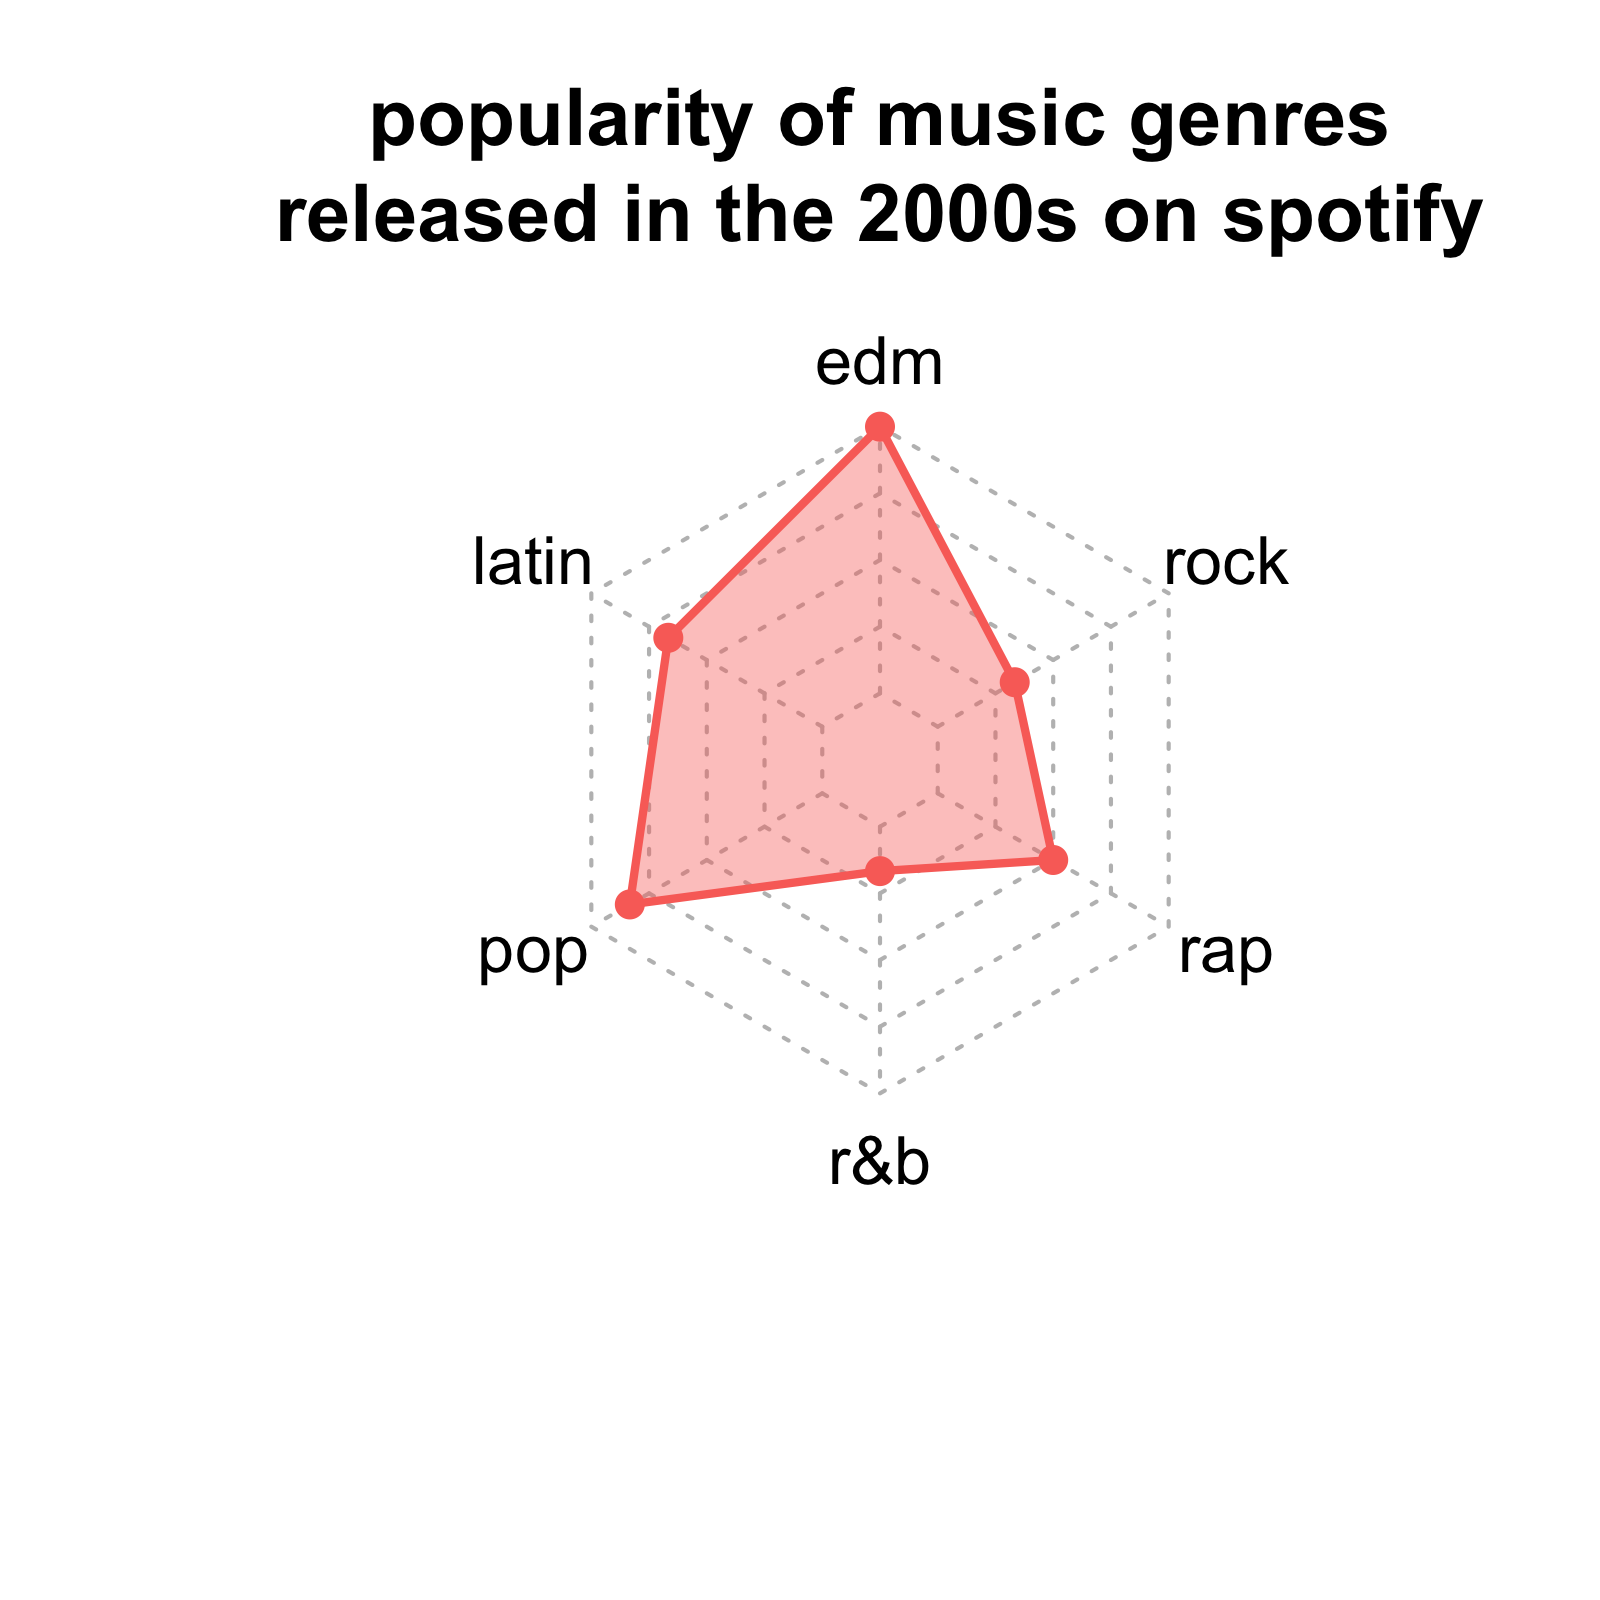 popularity of music genres
released in the 2000s on spotify
edm
latin
rock
pop
rap
r&b